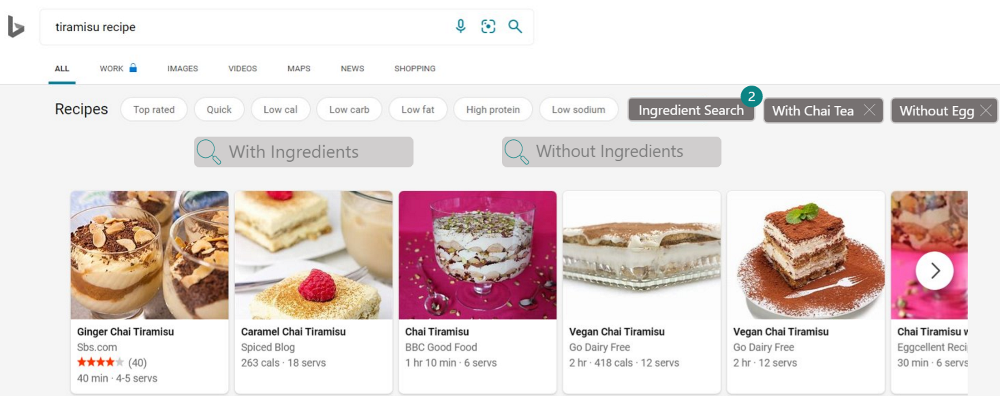 tiramisu recipe
ALL WORK IMAGES VIDEOS MAPS NEWS SHOPPING
Recipes Top rated Quick Low cal Low carb Low fat High protein Low sodium Ingredient Search 2 With Chai Tea Without Egg
With Ingredients Without Ingredients
Ginger Chai Tiramisu
Sbs.com
(40)
40 min · 4-5 servs
Caramel Chai Tiramisu
Spiced Blog
263 cals · 18 servs
Chai Tiramisu
BBC Good Food
1 hr 10 min · 6 servs
Vegan Chai Tiramisu
Go Dairy Free
2 hr · 418 cals · 12 servs
Vegan Chai Tiramisu
Go Dairy Free
2 hr · 12 servs
Chai Tiramisu
Eggcellent
30 min · 6 servs